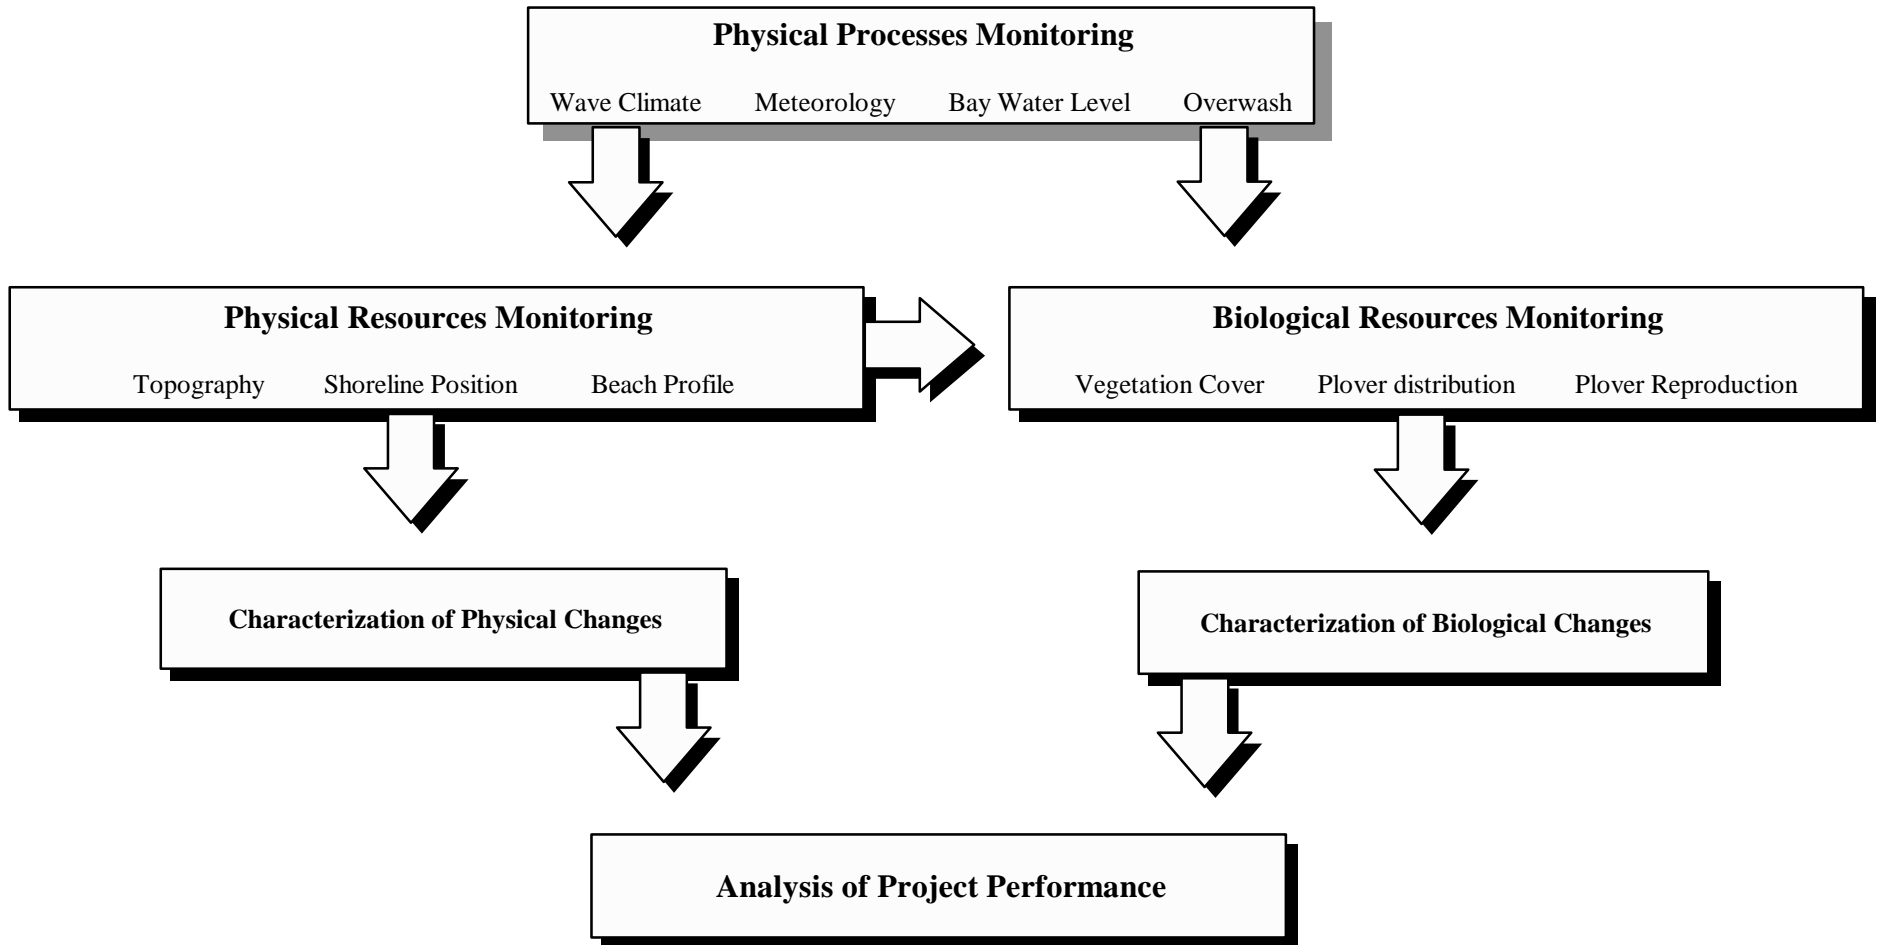 Physical Processes Monitoring
Wave Climate Meteorology Bay Water Level Overwash
Physical Resources Monitoring
Topography Shoreline Position Beach Profile
Biological Resources Monitoring
Vegetation Cover Plover distribution Plover Reproduction
Characterization of Physical Changes
Characterization of Biological Changes
Analysis of Project Performance